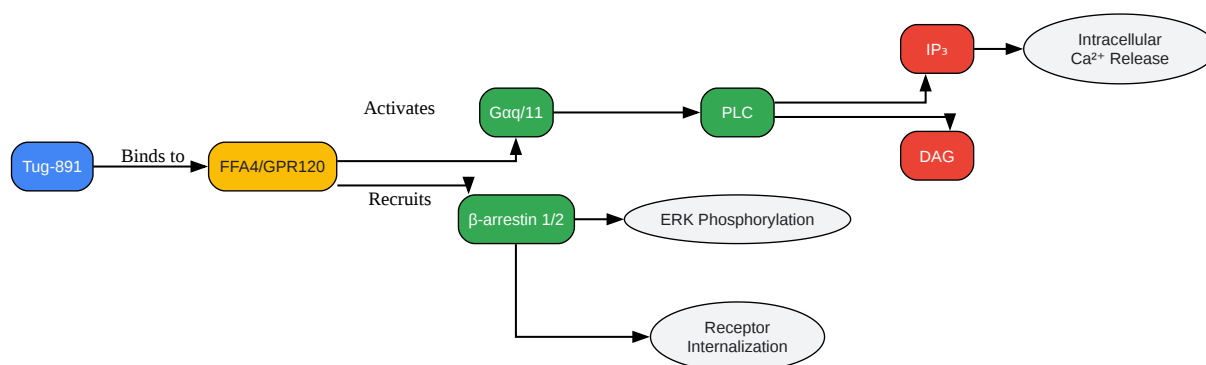 Tug-891
Binds to
FFA4/GPR120
Activates
Gαq/11
PLC
IP₃
Intracellular
Ca²⁺ Release
DAG
Recruits
β-arrestin 1/2
ERK Phosphorylation
Receptor
Internalization